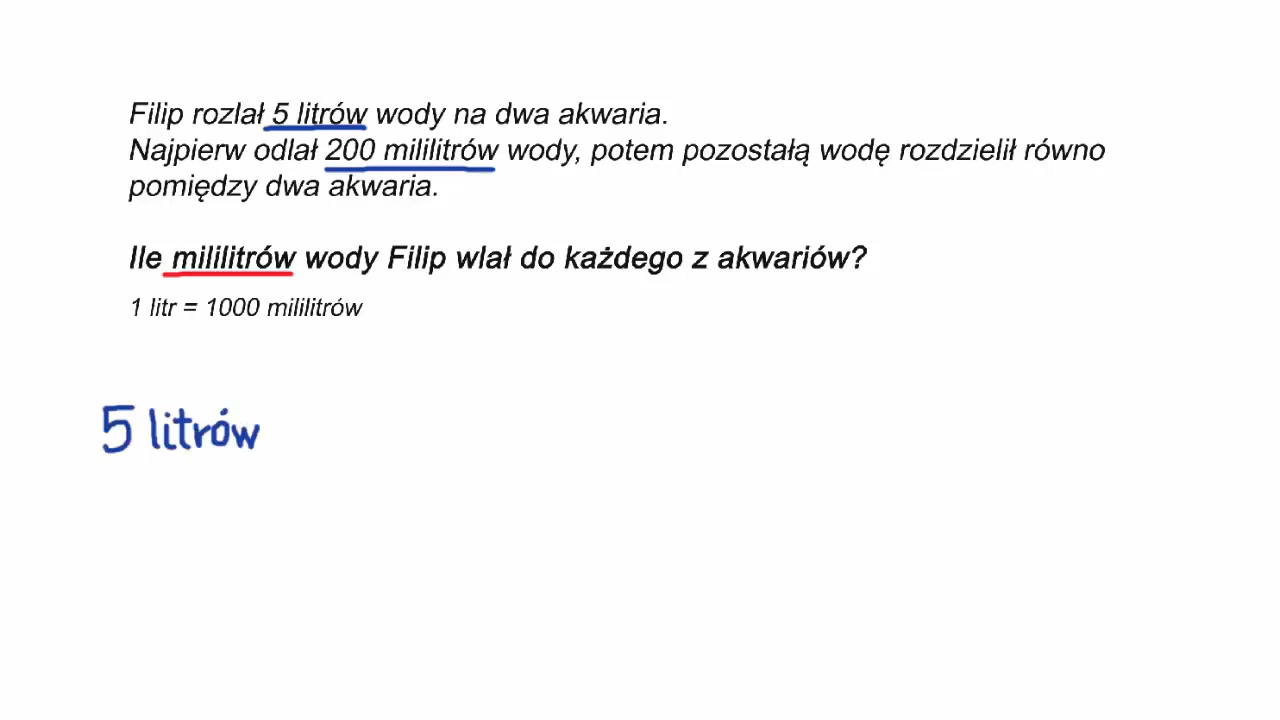 Filip rozlał 5 litrów wody na dwa akwaria.
Najpierw odlał 200 mililitrów wody, potem pozostałą wodę rozdzielił równo
pomiędzy dwa akwaria.
Ile mililitrów wody Filip wlał do każdego z akwariów?
1 litr = 1000 mililitrów
5 litrów